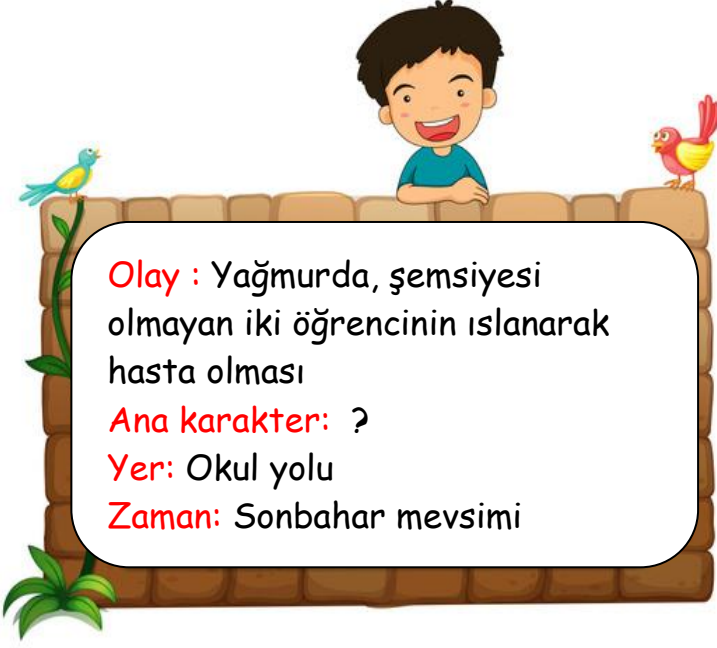 Olay : Yağmurda, şemsiyesi
olmayan iki öğrencinin ıslanarak
hasta olması
Ana karakter: ?
Yer: Okul yolu
Zaman: Sonbahar mevsimi